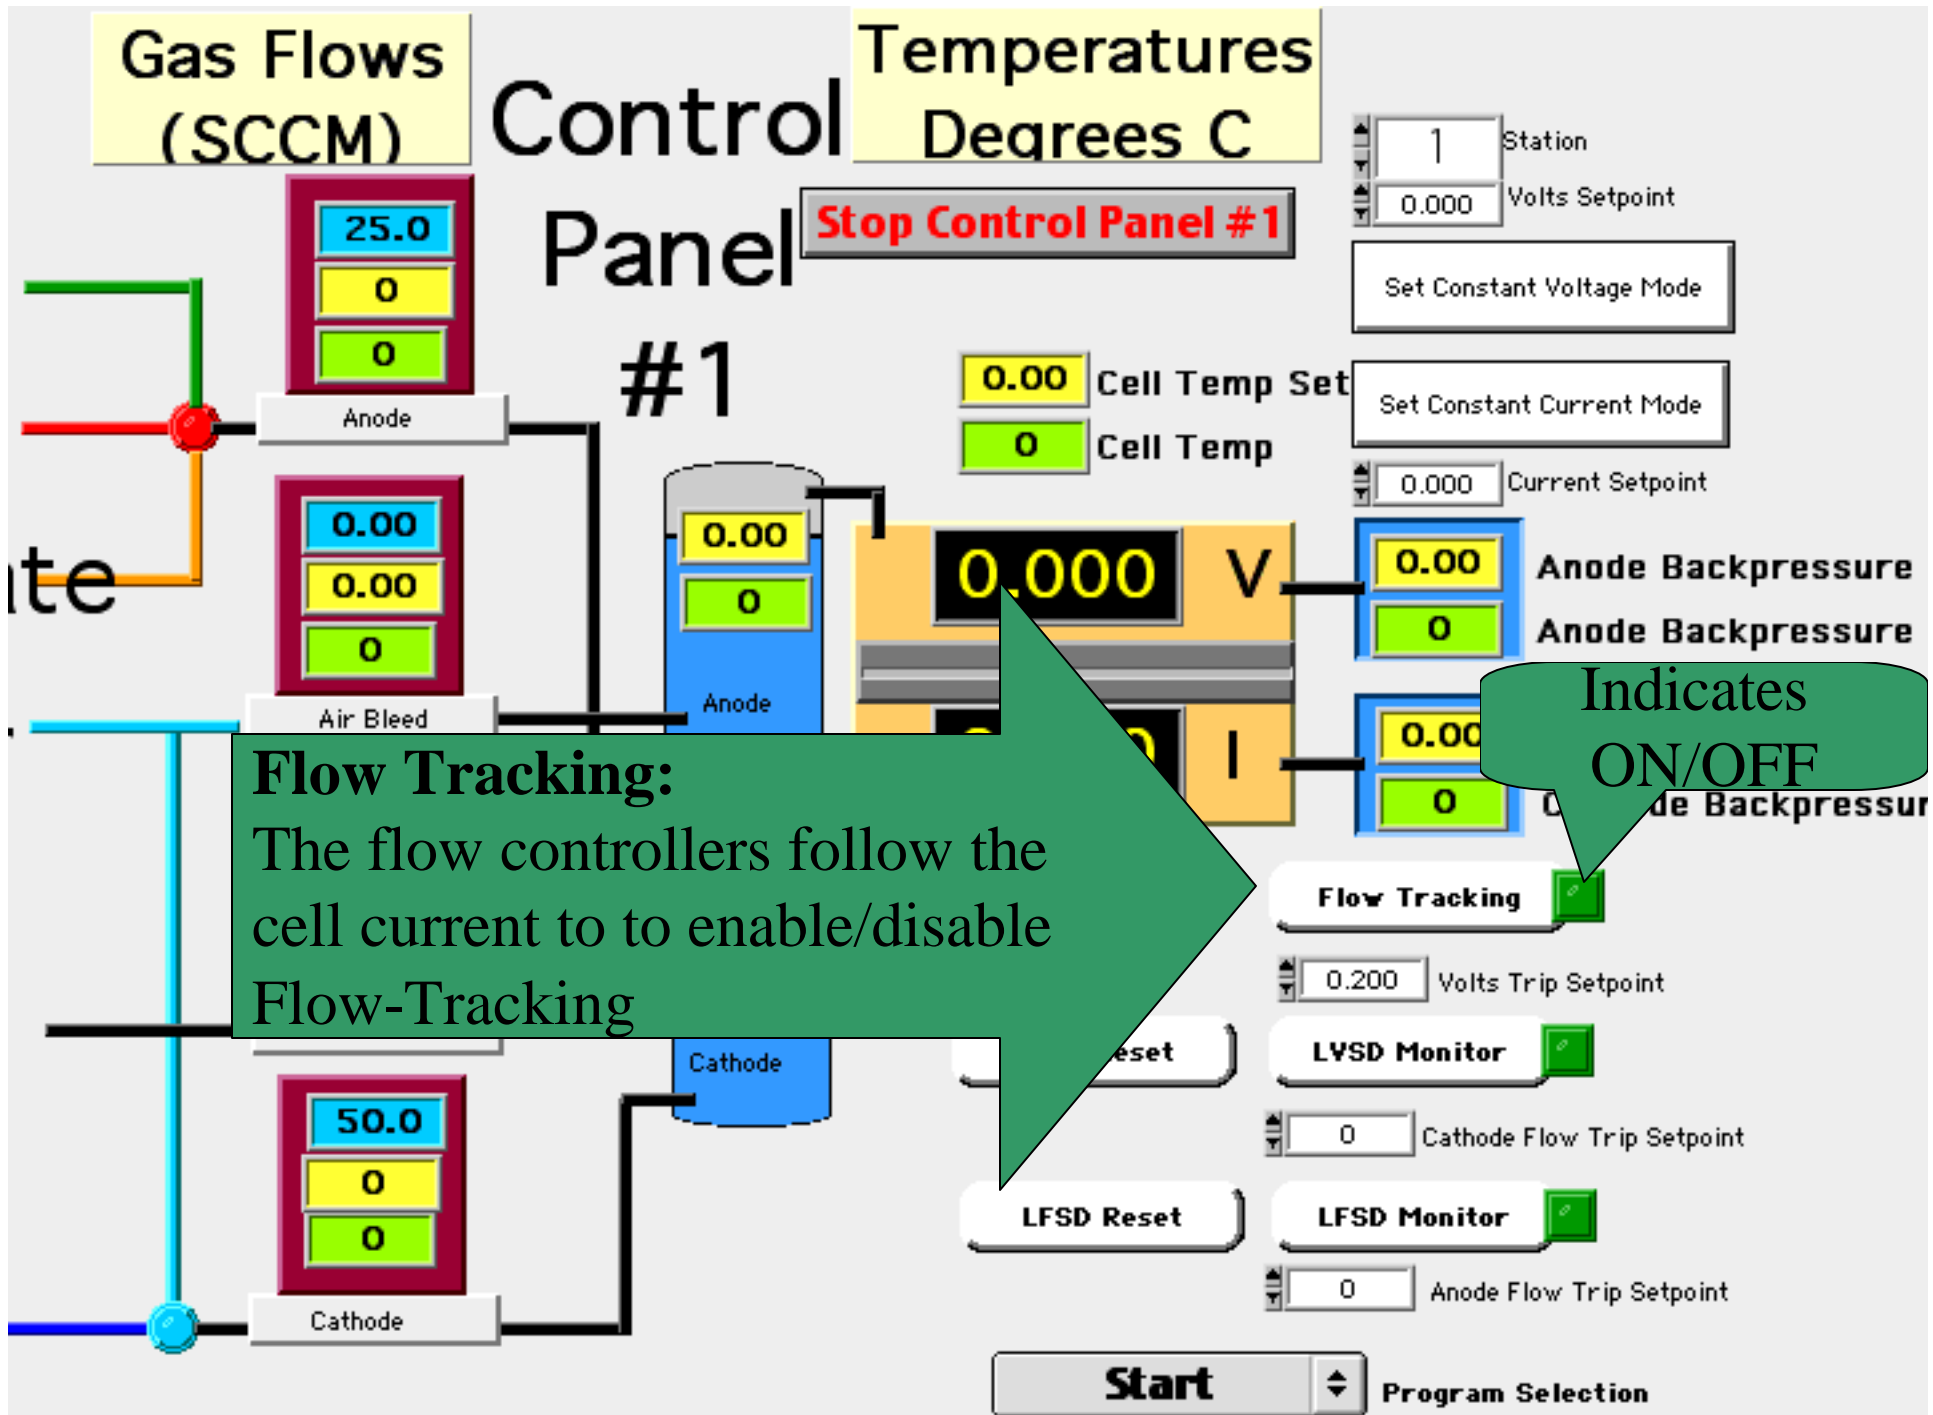 Gas Flows
(SCCM)
Control
Panel
#1
Temperatures
Degrees C
Stop Control Panel #1
1 Station
0.000 Volts Setpoint
Set Constant Voltage Mode
Set Constant Current Mode
0.000 Current Setpoint
25.0
0
0
Anode
0.00 Cell Temp Set
0 Cell Temp
0.00
0.00
0
Air Bleed
0.00
0
Anode
0.000 V
I
0.00 Anode Backpressure
0 Anode Backpressure
0.00
0
Backpressur
Indicates
ON/OFF
Flow Tracking:
The flow controllers follow the
cell current to to enable/disable
Flow-Tracking
Flow Tracking
0.200 Volts Trip Setpoint
LVSD Monitor
Cathode
0 Cathode Flow Trip Setpoint
LFSD Reset
LFSD Monitor
0 Anode Flow Trip Setpoint
50.0
0
0
Cathode
Start
Program Selection